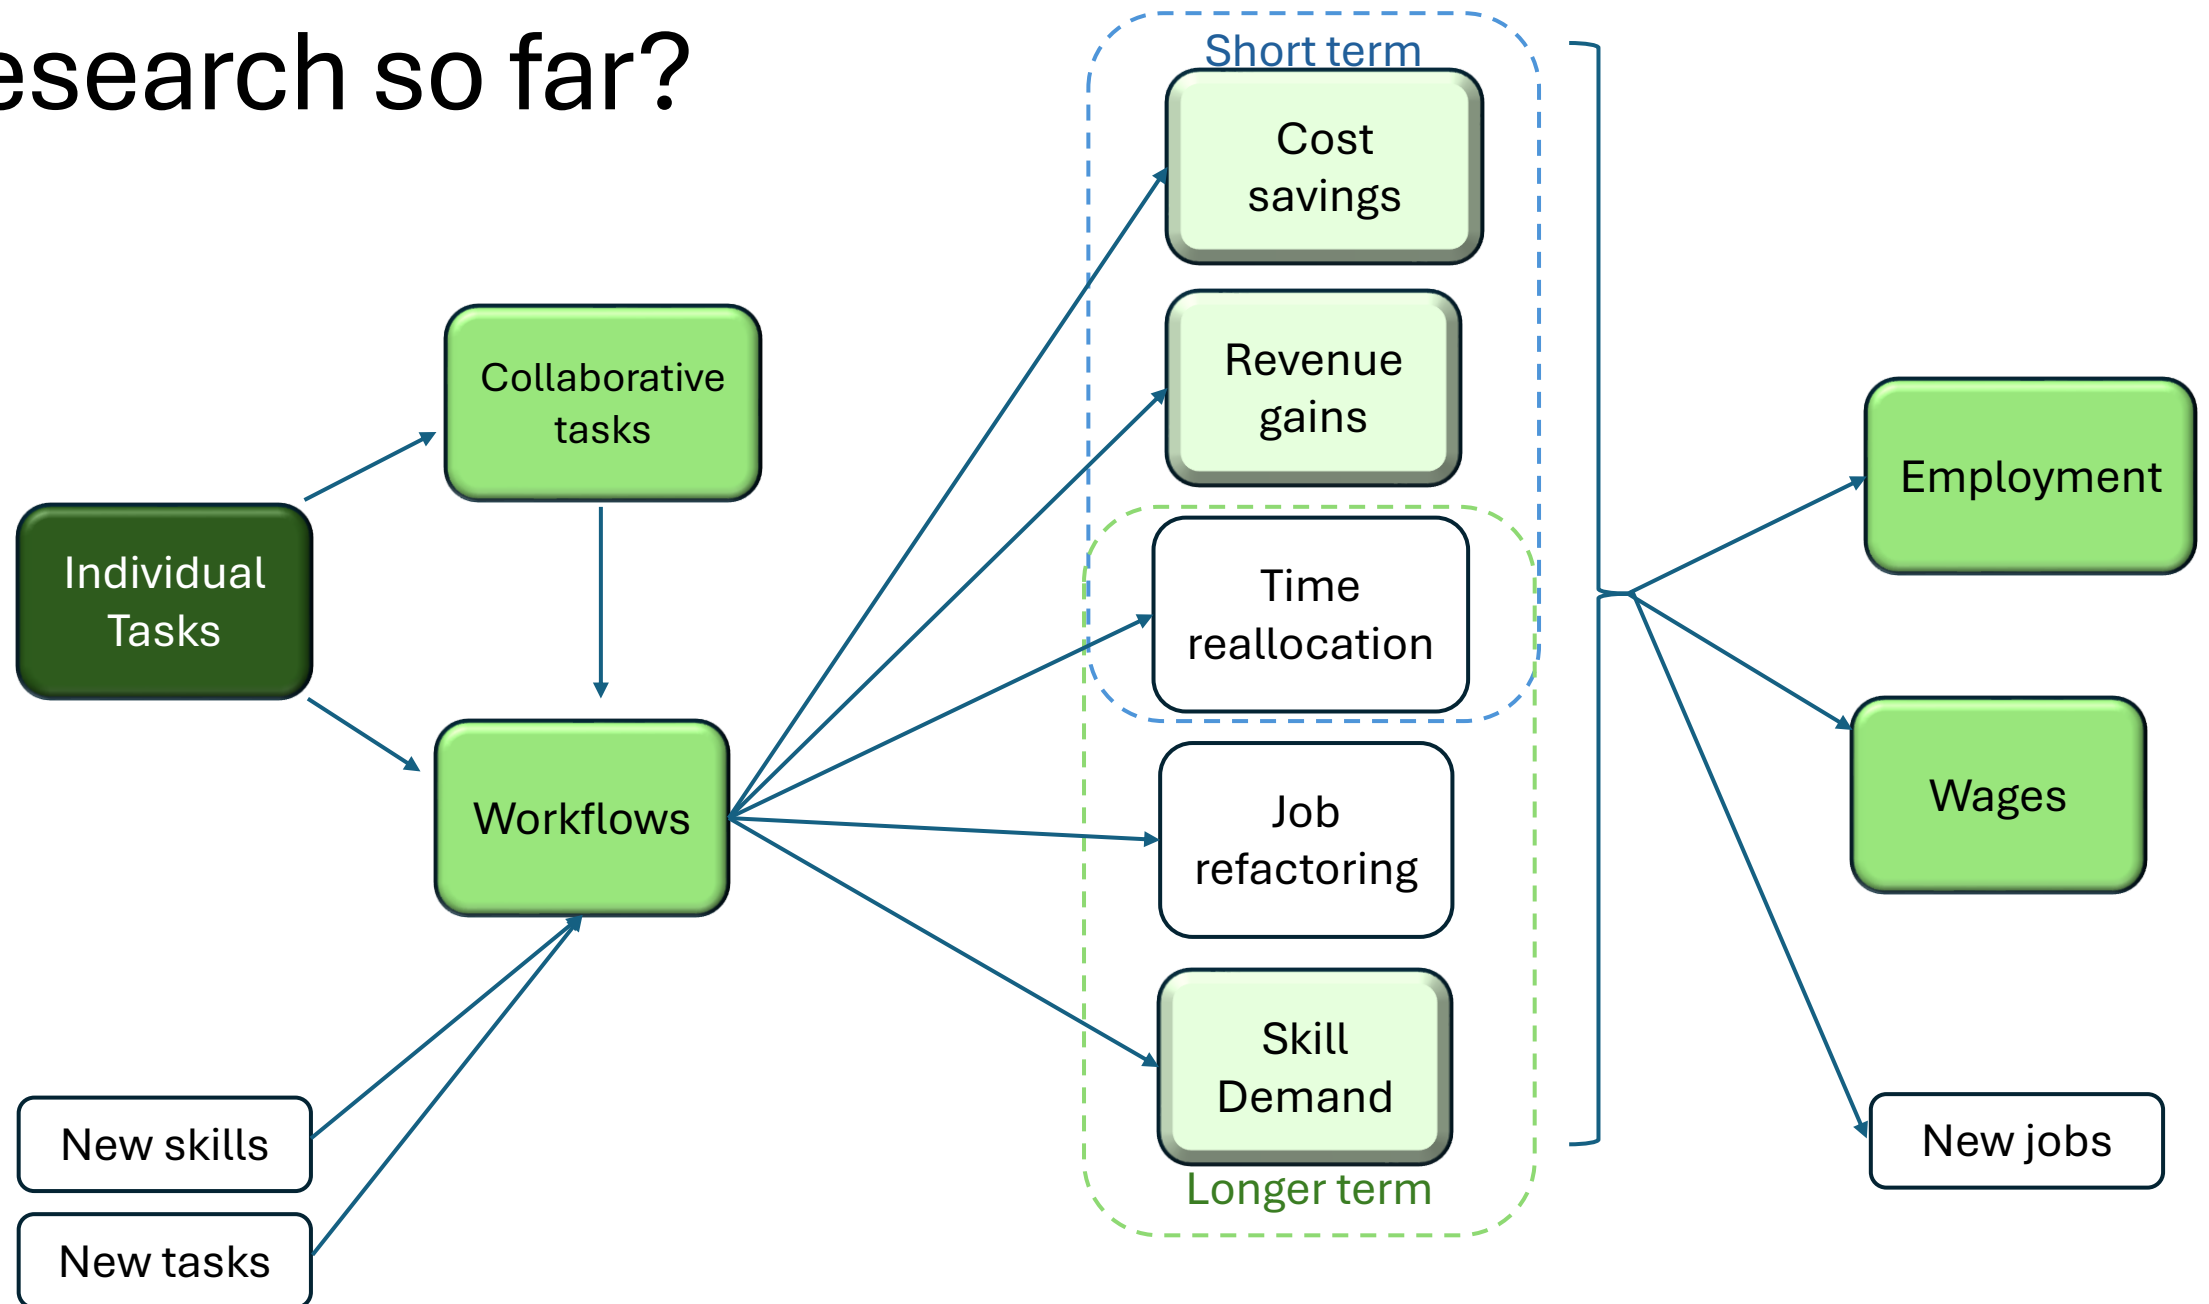 esearch so far?
Short term
Cost
savings
Collaborative
tasks
Revenue
gains
Employment
Individual
Tasks
Time
reallocation
Workflows
Job
refactoring
Wages
Skill
Demand
New skills
New jobs
Longer term
New tasks